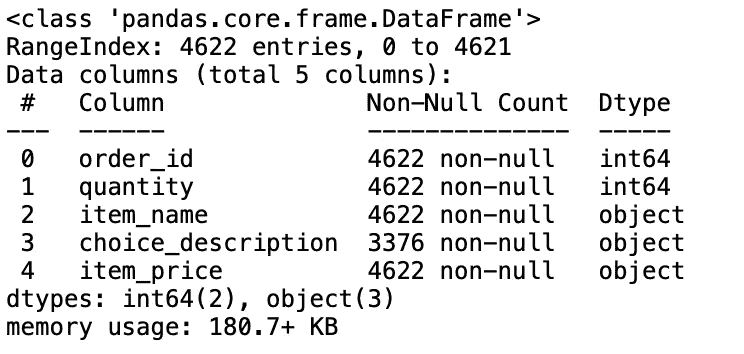 <class 'pandas.core.frame.DataFrame'>
RangeIndex: 4622 entries, 0 to 4621
Data columns (total 5 columns):
 #   Column              Non-Null Count  Dtype
---  ------              --------------  -----
 0   order_id            4622 non-null   int64
 1   quantity            4622 non-null   int64
 2   item_name           4622 non-null   object
 3   choice_description  3376 non-null   object
 4   item_price          4622 non-null   object
dtypes: int64(2), object(3)
memory usage: 180.7+ KB